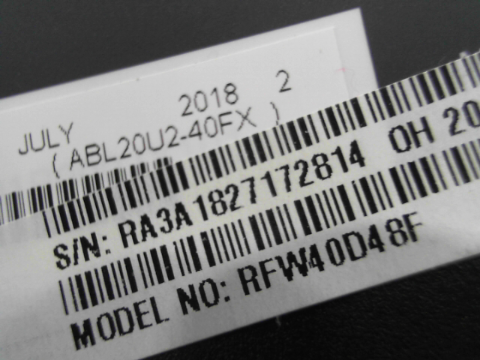 JULY 2018 2
( ABL20U2-40FX )
S/N: RA3A1827172814 OH 20
MODEL NO: RFW40D48F